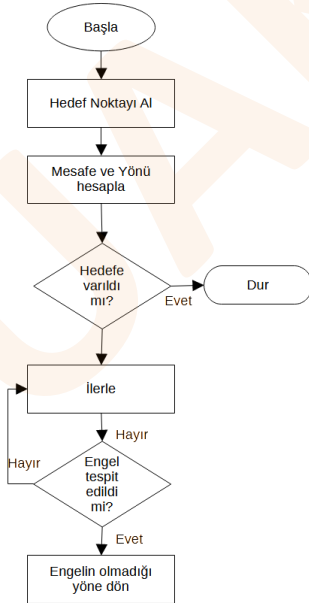 Başla
Hedef Noktayı Al
Mesafe ve Yönü
hesapla
Hedefe
varıldı
mı?
Evet
Dur
İlerle
Hayır
Hayır
Engel
tespit
edildi
mi?
Evet
Engelin olmadığı
yöne dön